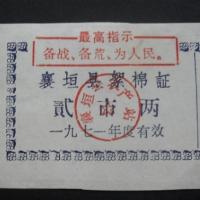 最高指示
备战、备荒、为人民。
襄垣县絮棉証
贰市两
一九七一年度有效